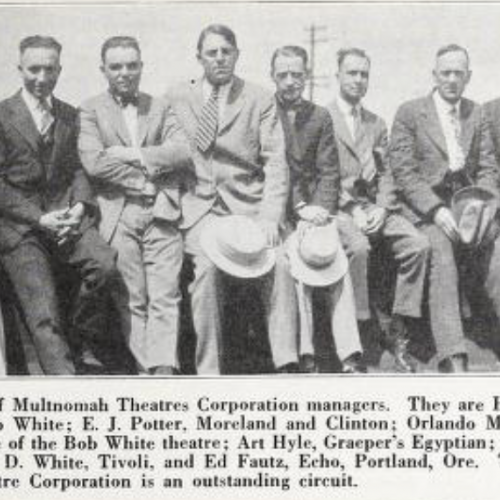 f Multnomah Theatres Corporation managers. They are
b White; E. J. Potter, Moreland and Clinton; Orlando M
of the Bob White theatre; Art Hyle, Graeper's Egyptian;
D. White, Tivoli, and Ed Fautz, Echo, Portland, Ore.
tre Corporation is an outstanding circuit.